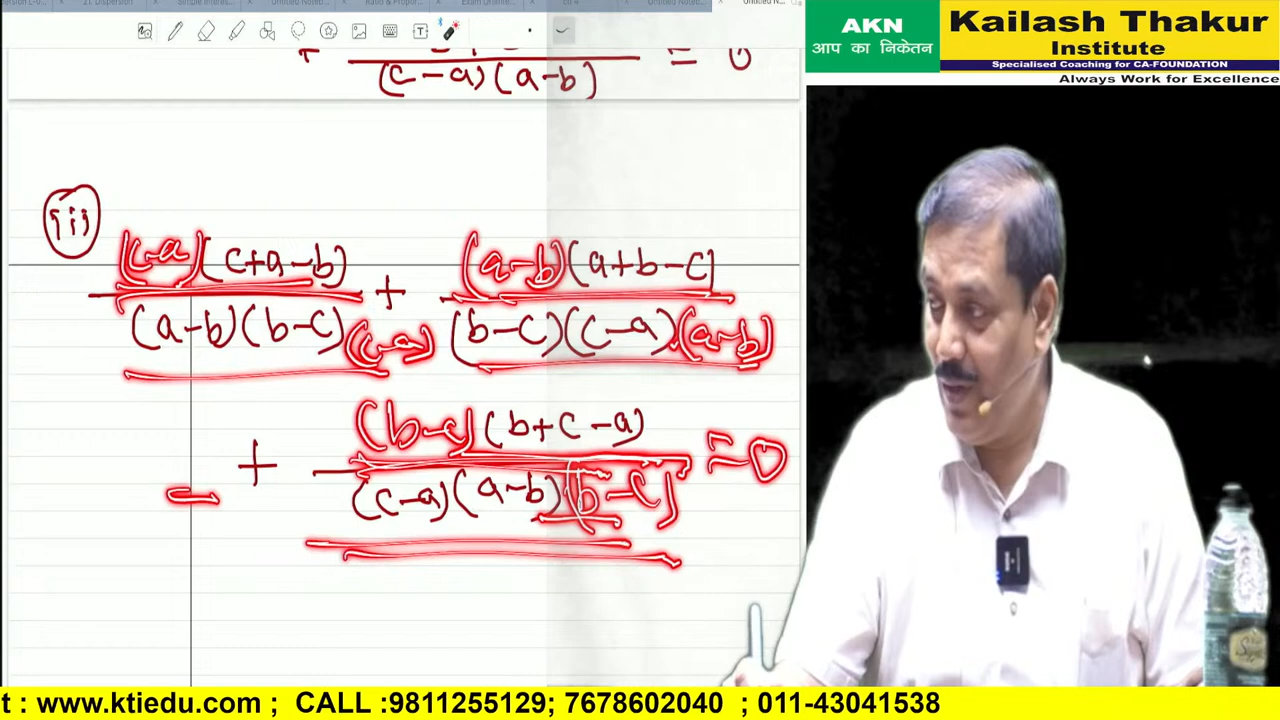 AKN
आप का निकेतन
Kailash Thakur
Institute
Specialised Coaching for CA-FOUNDATION
Always Work for Excellence
(c-a)(a-b) = 0
(ii)
(c-a)(c+a-b) + (a-b)(a+b-c)
(a-b)(b-c)(c-a) (b-c)(c-a).(a-b)
+ (b-c)(b+c-a) = 0
(c-a)(a-b)(b-c)
t : www.ktiedu.com ; CALL :9811255129; 7678602040 ; 011-43041538